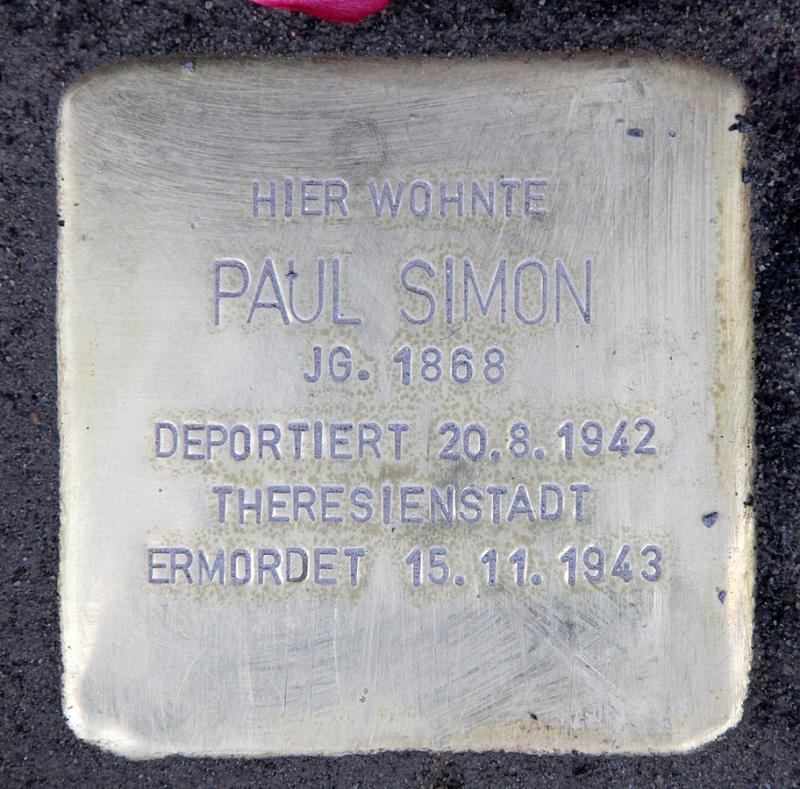 HIER WOHNTE
PAUL SIMON
JG. 1868
DEPORTIERT 20.8.1942
THERESIENSTADT
ERMORDET 15.11.1943